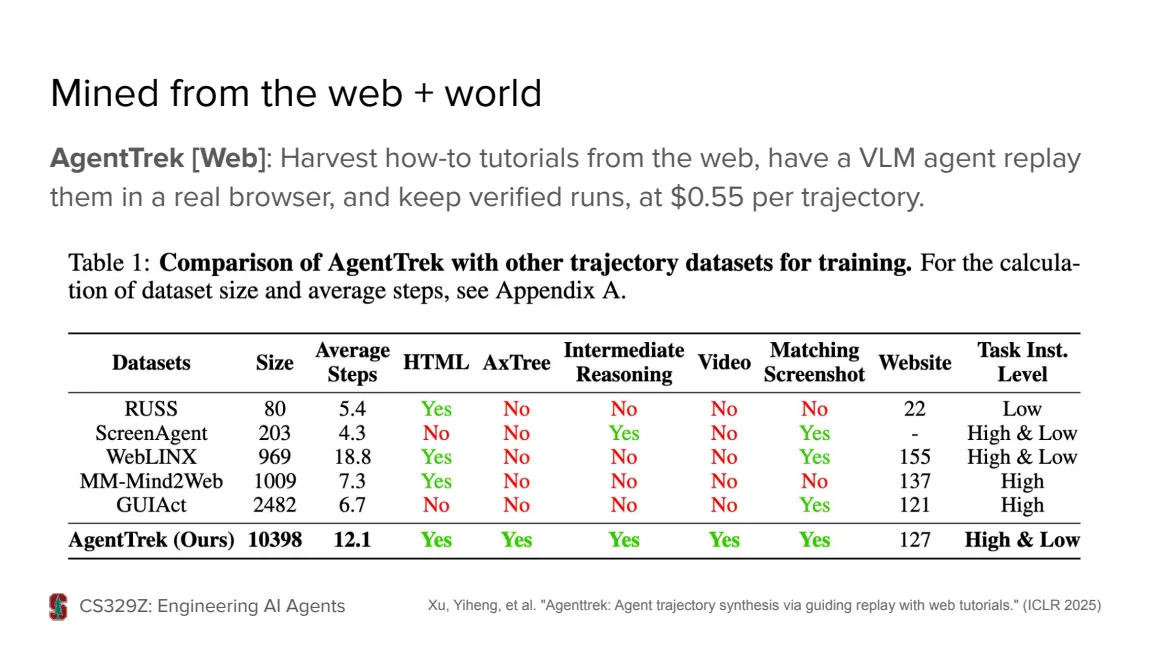 Mined from the web + world
AgentTrek [Web]: Harvest how-to tutorials from the web, have a VLM agent replay
them in a real browser, and keep verified runs, at $0.55 per trajectory.
Table 1: Comparison of AgentTrek with other trajectory datasets for training. For the calcula-
tion of dataset size and average steps, see Appendix A.
Datasets Size Average Steps HTML AxTree Intermediate Reasoning Video Matching Screenshot Website Task Inst. Level
RUSS 80 5.4 Yes No No No No 22 Low
ScreenAgent 203 4.3 No No Yes No Yes - High & Low
WebLINX 969 18.8 Yes No No No Yes 155 High & Low
MM-Mind2Web 1009 7.3 Yes No No No No 137 High
GUIAct 2482 6.7 No No No No Yes 121 High
AgentTrek (Ours) 10398 12.1 Yes Yes Yes Yes Yes 127 High & Low
CS329Z: Engineering AI Agents
Xu, Yiheng, et al. "Agenttrek: Agent trajectory synthesis via guiding replay with web tutorials." (ICLR 2025)